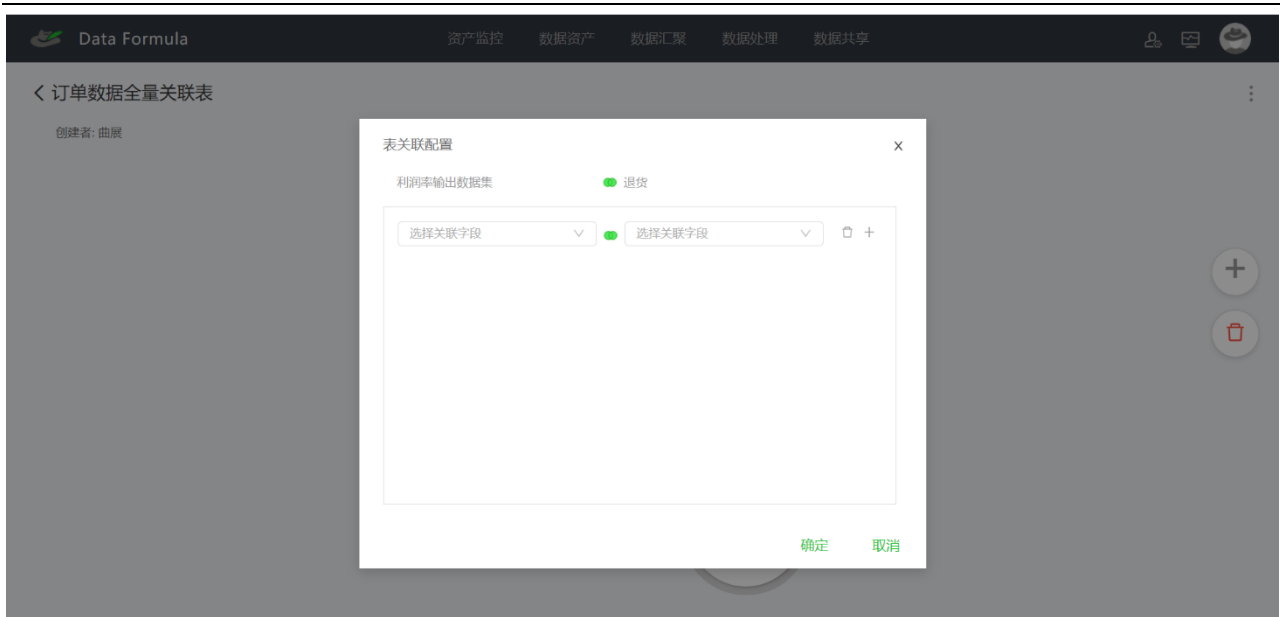 Data Formula 资产监控 数据资产 数据汇聚 数据处理 数据共享
订单数据全量关联表
创建者: 曲展
表关联配置
利润率输出数据集 退货
选择关联字段 选择关联字段
确定 取消